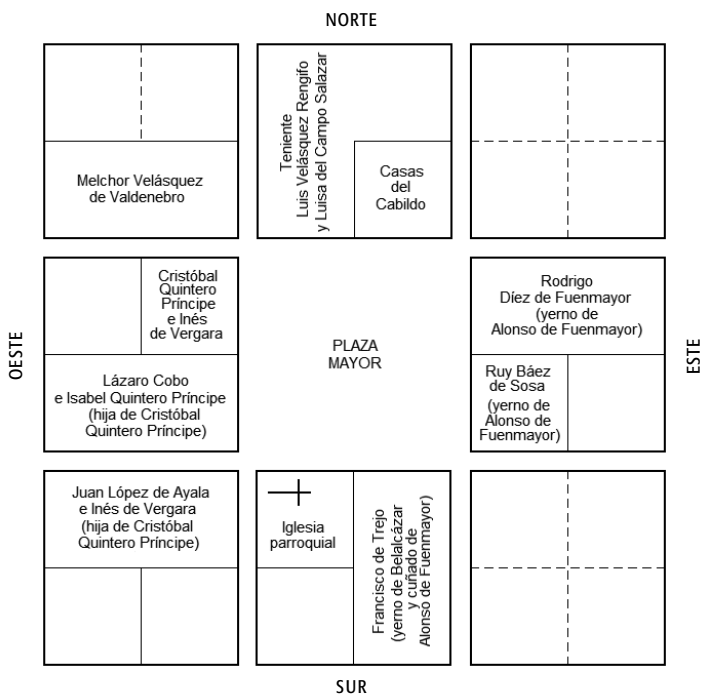 NORTE
Melchor Velásquez
de Valdenebro
Teniente
Luis Velásquez Rengifo
y Luisa del Campo Salazar
Casas
del
Cabildo
OESTE
Cristóbal
Quintero
Príncipe
e Inés
de Vergara
Lázaro Cobo
e Isabel Quintero Príncipe
(hija de Cristóbal
Quintero Príncipe)
PLAZA
MAYOR
Rodrigo
Díez de Fuenmayor
(yerno de
Alonso de Fuenmayor)
Ruy Báez
de Sosa
(yerno de
Alonso de
Fuenmayor)
ESTE
Juan López de Ayala
e Inés de Vergara
(hija de Cristóbal
Quintero Príncipe)
Iglesia
parroquial
Francisco de Trejo
(yerno de Belalcázar
y cuñado de
Alonso de Fuenmayor)
SUR